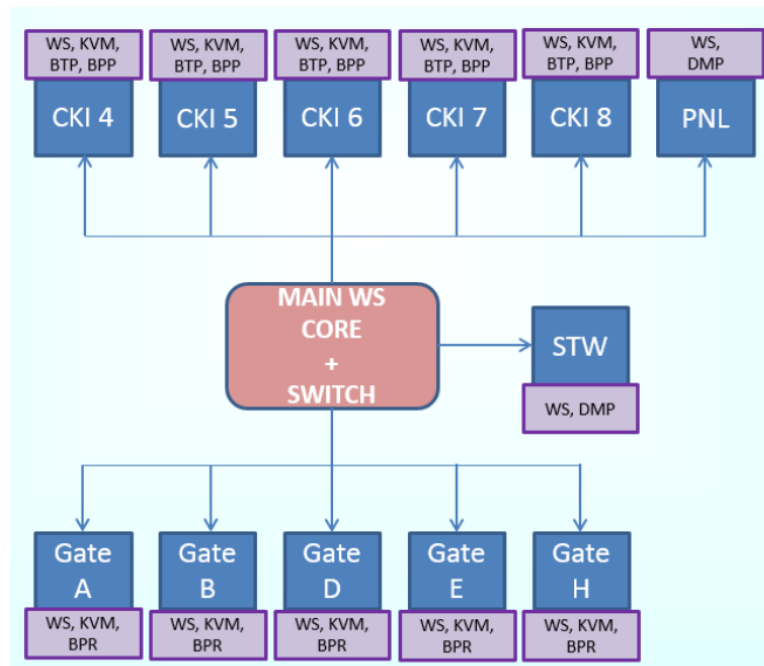 WS, KVM,
BTP, BPP
WS, KVM,
BTP, BPP
WS, KVM,
BTP, BPP
WS, KVM,
BTP, BPP
WS, KVM,
BTP, BPP
WS,
DMP
CKI 4
CKI 5
CKI 6
CKI 7
CKI 8
PNL
MAIN WS
CORE
+
SWITCH
STW
WS, DMP
Gate
A
Gate
B
Gate
D
Gate
E
Gate
H
WS, KVM,
BPR
WS, KVM,
BPR
WS, KVM,
BPR
WS, KVM,
BPR
WS, KVM,
BPR